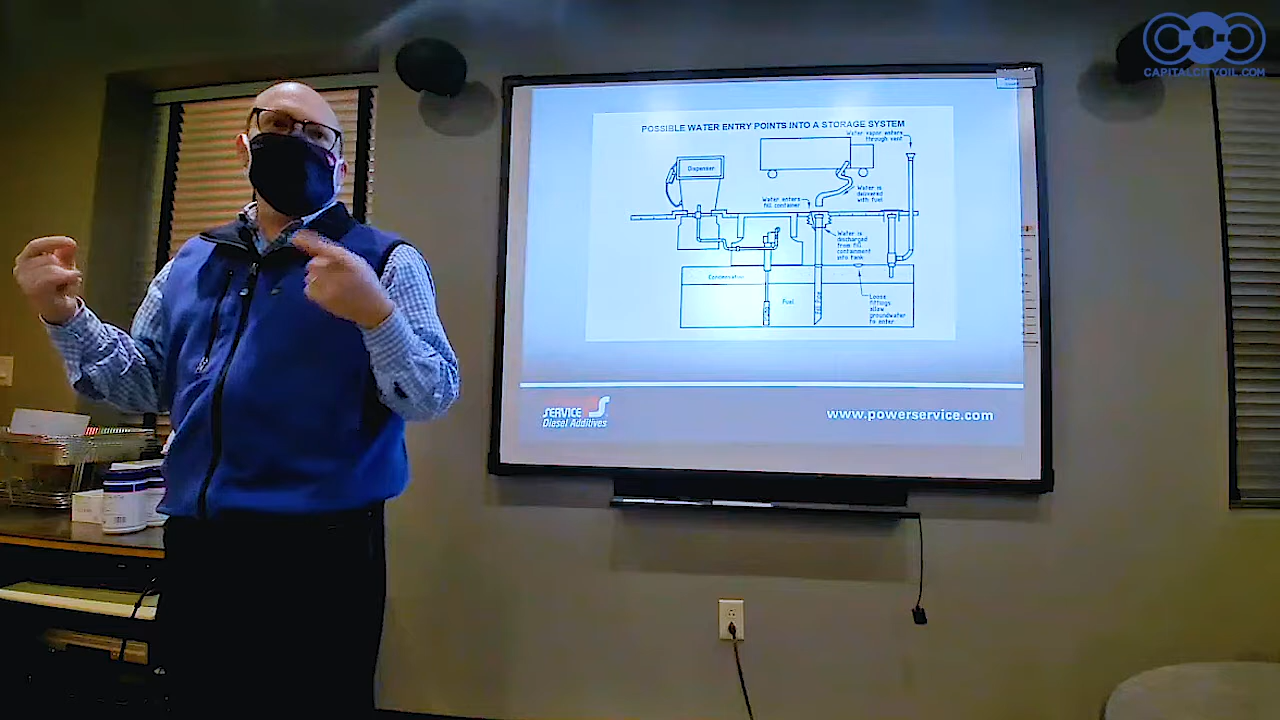 CAPITALCITYOIL.COM
POSSIBLE WATER ENTRY POINTS INTO A STORAGE SYSTEM
Water vapor enters
through vent
Dispenser
Water enters
fill container
Water is
delivered
with fuel
Water is
discharged
from fill
containment
into tank
Condensation
Fuel
Loose
fittings
allow
groundwater
to enter
SERVICE
Diesel Additives
www.powerservice.com